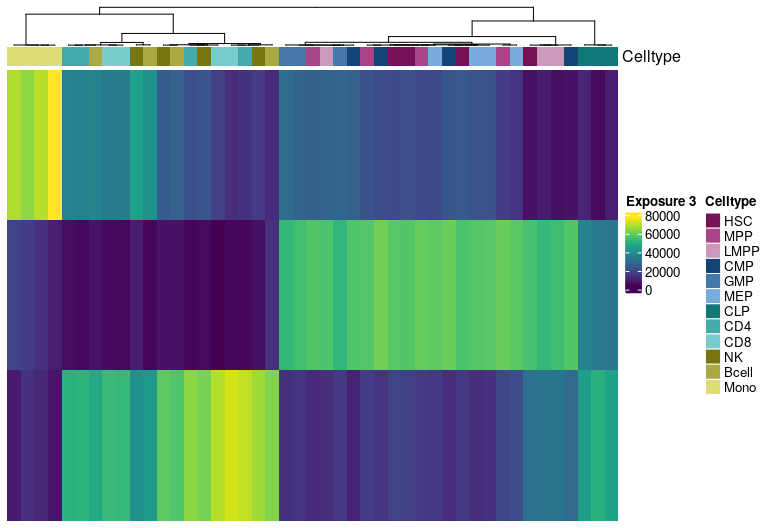 Celltype
Exposure 3
80000
60000
40000
20000
0
Celltype
HSC
MPP
LMPP
CMP
GMP
MEP
CLP
CD4
CD8
NK
Bcell
Mono